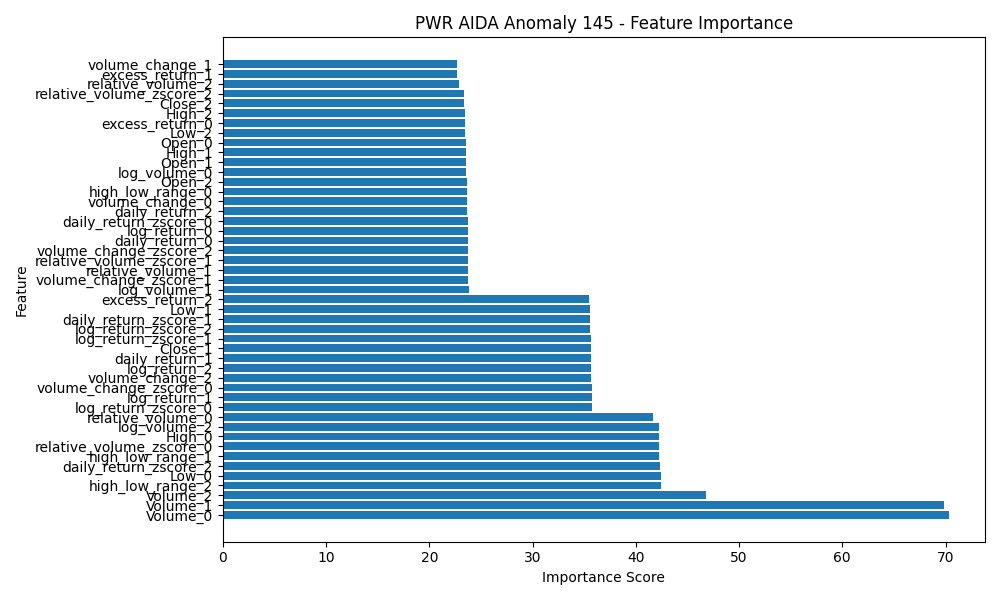 PWR AIDA Anomaly 145 - Feature Importance
volume_change_1
excess_return_1
relative_volume_2
relative_volume_zscore_2
Close_2
High_2
excess_return_0
Low_2
Open_0
High_1
Open_1
log_volume_0
Open_2
high_low_range_0
volume_change_0
daily_return_2
daily_return_zscore_0
log_return_0
daily_return_0
volume_change_zscore_2
relative_volume_zscore_1
relative_volume_1
volume_change_zscore_1
log_volume_1
excess_return_2
Low_1
daily_return_zscore_1
log_return_zscore_2
log_return_zscore_1
Close_1
daily_return_1
log_return_2
volume_change_2
volume_change_zscore_0
log_return_1
log_return_zscore_0
relative_volume_0
log_volume_2
High_0
relative_volume_zscore_0
high_low_range_1
daily_return_zscore_2
Low_0
high_low_range_2
Volume_2
Volume_1
Volume_0
Feature
0 10 20 30 40 50 60 70
Importance Score